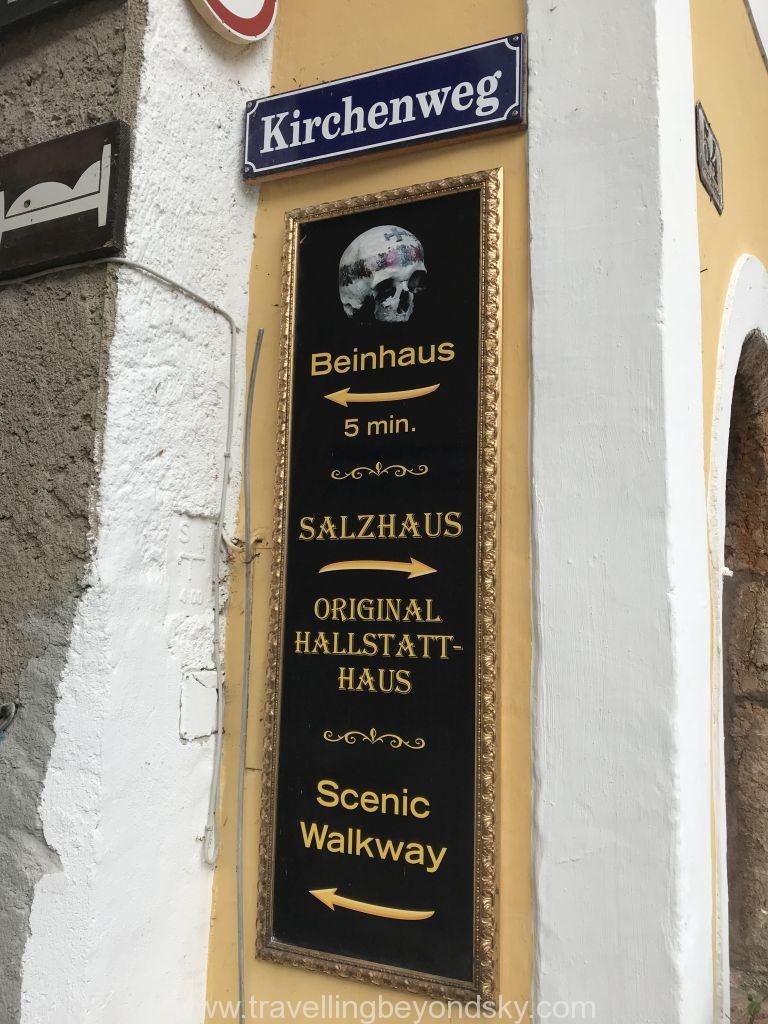 Kirchenweg
Beinhaus
5 min.
SALZHAUS
ORIGINAL
HALLSTATT-
HAUS
Scenic
Walkway
www.travellingbeyondsky.com